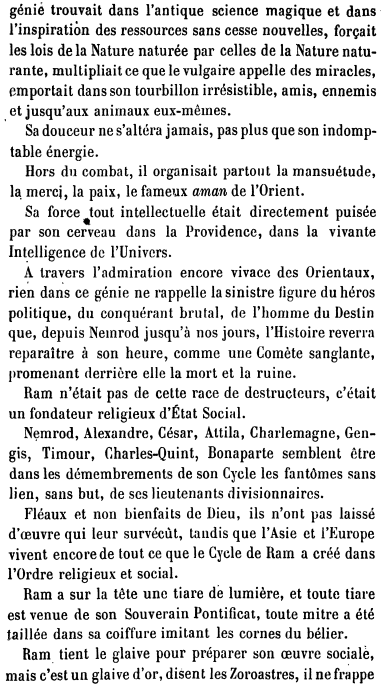 génie trouvait dans l'antique science magique et dans
l'inspiration des ressources sans cesse nouvelles, forçait
les lois de la Nature naturée par celles de la Nature natu-
rante, multipliait ce que le vulgaire appelle des miracles,
emportait dans son tourbillon irrésistible, amis, ennemis
et jusqu'aux animaux eux-mêmes.
Sa douceur ne s'altéra jamais, pas plus que son indomp-
table énergie.
Hors du combat, il organisait partout la mansuétude,
la merci, la paix, le fameux aman de l'Orient.
Sa force tout intellectuelle était directement puisée
par son cerveau dans la Providence, dans la vivante
Intelligence de l'Univers.
A travers l'admiration encore vivace des Orientaux,
rien dans ce génie ne rappelle la sinistre figure du héros
politique, du conquérant brutal, de l'homme du Destin
que, depuis Nemrod jusqu'à nos jours, l'Histoire reverra
reparaître à son heure, comme une Comète sanglante,
promenant derrière elle la mort et la ruine.
Ram n'était pas de cette race de destructeurs, c'était
un fondateur religieux d'État Social.
Nemrod, Alexandre, César, Attila, Charlemagne, Gen-
gis, Timour, Charles-Quint, Bonaparte semblent être
dans les démembrements de son Cycle les fantômes sans
lien, sans but, de ses lieutenants divisionnaires.
Fléaux et non bienfaits de Dieu, ils n'ont pas laissé
d'œuvre qui leur survécût, tandis que l'Asie et l'Europe
vivent encore de tout ce que le Cycle de Ram a créé dans
l'Ordre religieux et social.
Ram a sur la tête une tiare de lumière, et toute tiare
est venue de son Souverain Pontificat, toute mitre a été
taillée dans sa coiffure imitant les cornes du bélier.
Ram tient le glaive pour préparer son œuvre sociale,
mais c'est un glaive d'or, disent les Zoroastres, il ne frappe